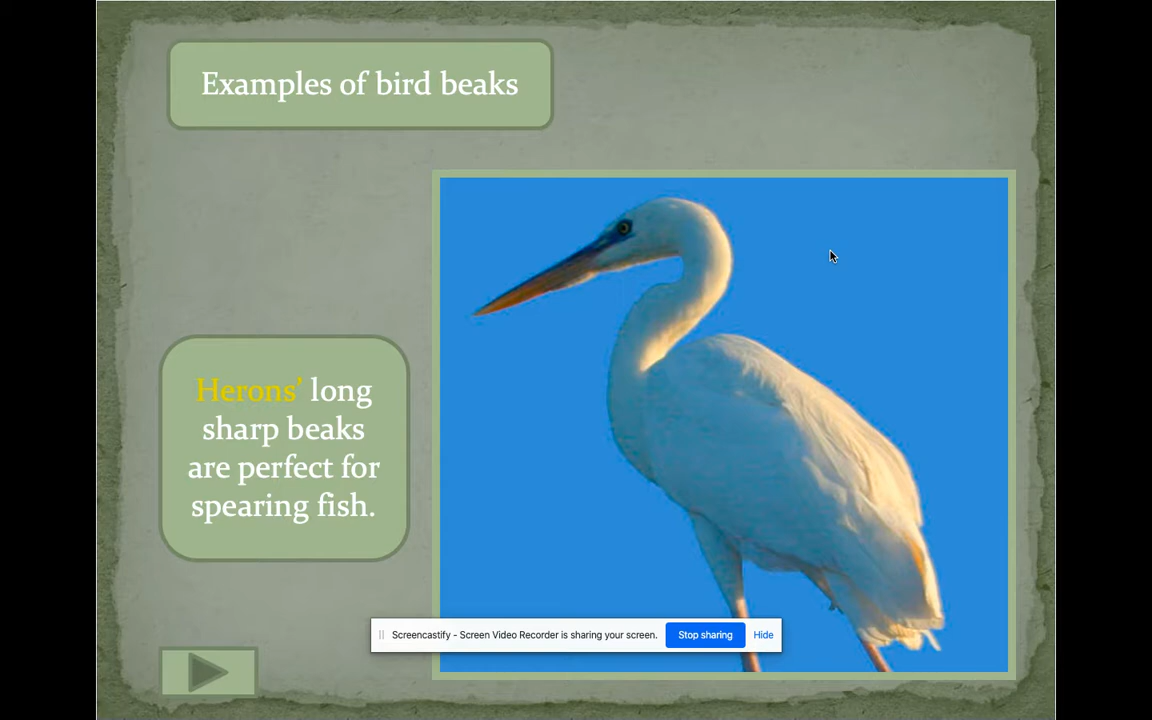 Examples of bird beaks
Herons’ long
sharp beaks
are perfect for
spearing fish.
Screencastify - Screen Video Recorder is sharing your screen. Stop sharing Hide